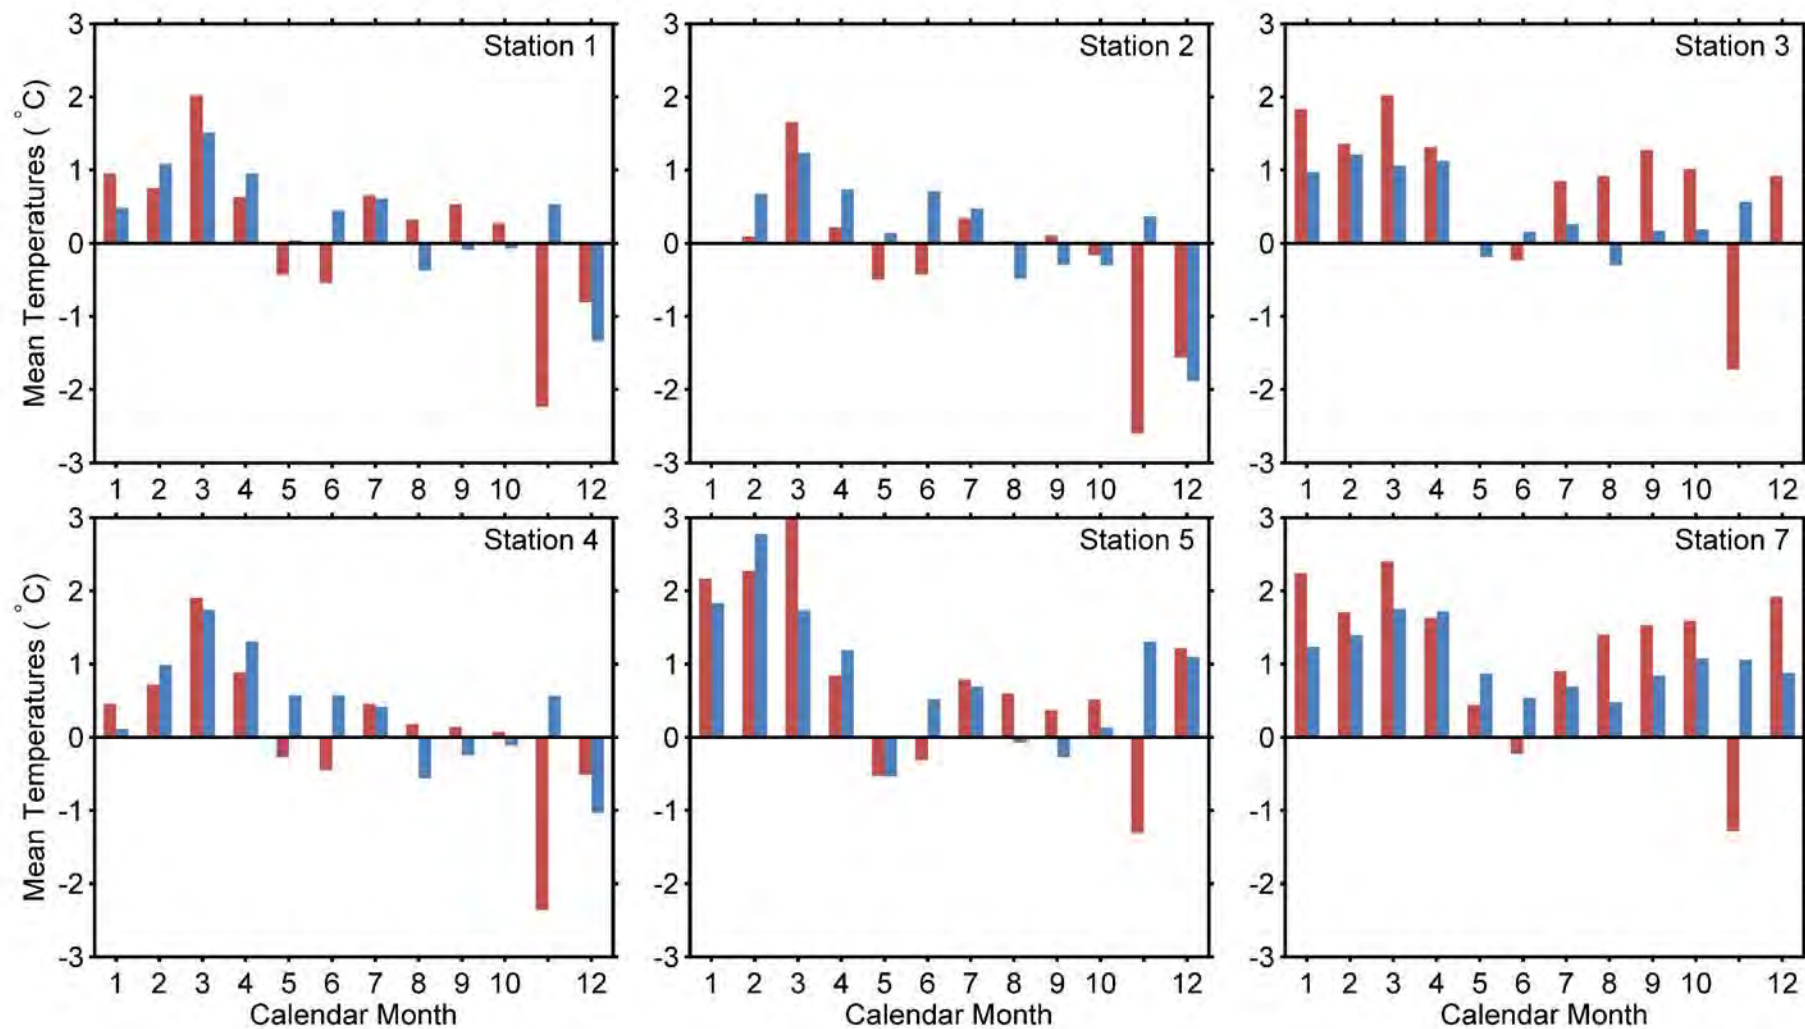 Station 1
3
2
1
0
-1
-2
-3
Mean Temperatures ( °C)
1 2 3 4 5 6 7 8 9 10 12
Station 2
3
2
1
0
-1
-2
-3
1 2 3 4 5 6 7 8 9 10 12
Station 3
3
2
1
0
-1
-2
-3
1 2 3 4 5 6 7 8 9 10 12
Station 4
3
2
1
0
-1
-2
-3
Mean Temperatures ( °C)
1 2 3 4 5 6 7 8 9 10 12
Calendar Month
Station 5
3
2
1
0
-1
-2
-3
1 2 3 4 5 6 7 8 9 10 12
Calendar Month
Station 7
3
2
1
0
-1
-2
-3
1 2 3 4 5 6 7 8 9 10 12
Calendar Month